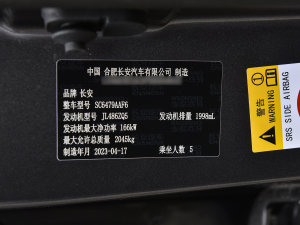 中国 合肥长安汽车有限公司 制造
品牌 长安
整车型号 SC6479AAF6
发动机型号 JL486ZQ5 发动机排量 1998mL
发动机最大净功率 166kW
最大允许总质量 2045kg
制造年月 2023-04-17 乘坐人数 5
警告
WARNING
SRS SIDE AIRBAG